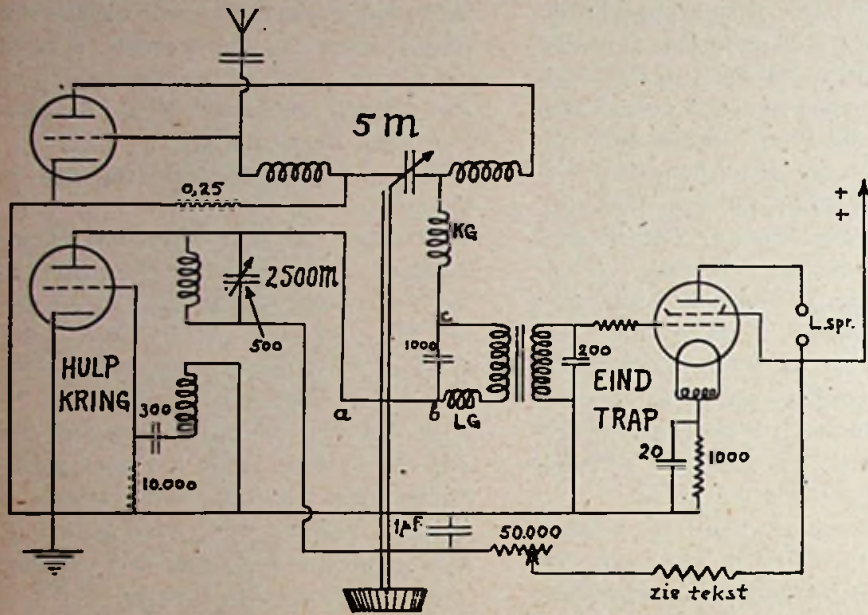 5 m
0,25
KG
2500m
500
L.spr.
c
1000
200
HULP
KRING
EIND
TRAP
300
a
b
LG
20
1000
10.000
1µF
50.000
zie tekst
+
+